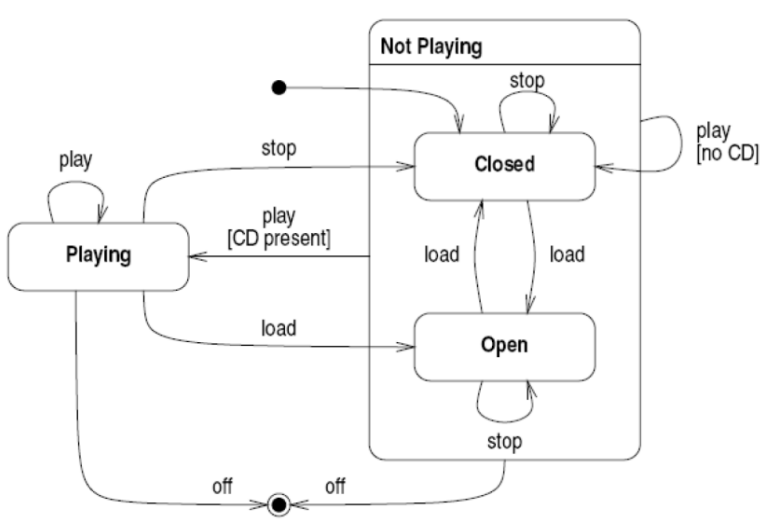 Not Playing
stop
play
[no CD]
Closed
stop
play
play
[CD present]
Playing
load
load
load
Open
stop
off
off